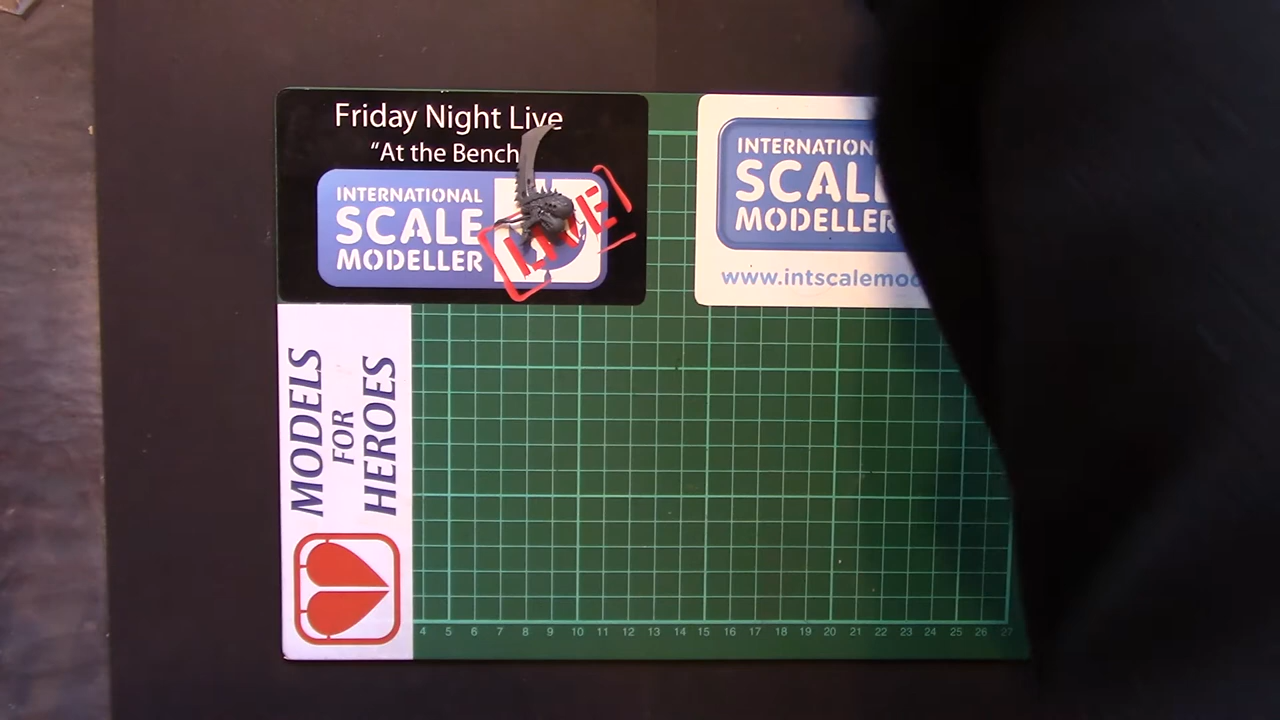 Friday Night Live
“At the Bench
INTERNATIONAL
SCALE
MODELLER
LIVE
INTERNATION
SCALE
MODELLER
www.intscalemod
MODELS
FOR
HEROES
4 5 6 7 8 9 10 11 12 13 14 15 16 17 18 19 20 21 22 23 24 25 26 27